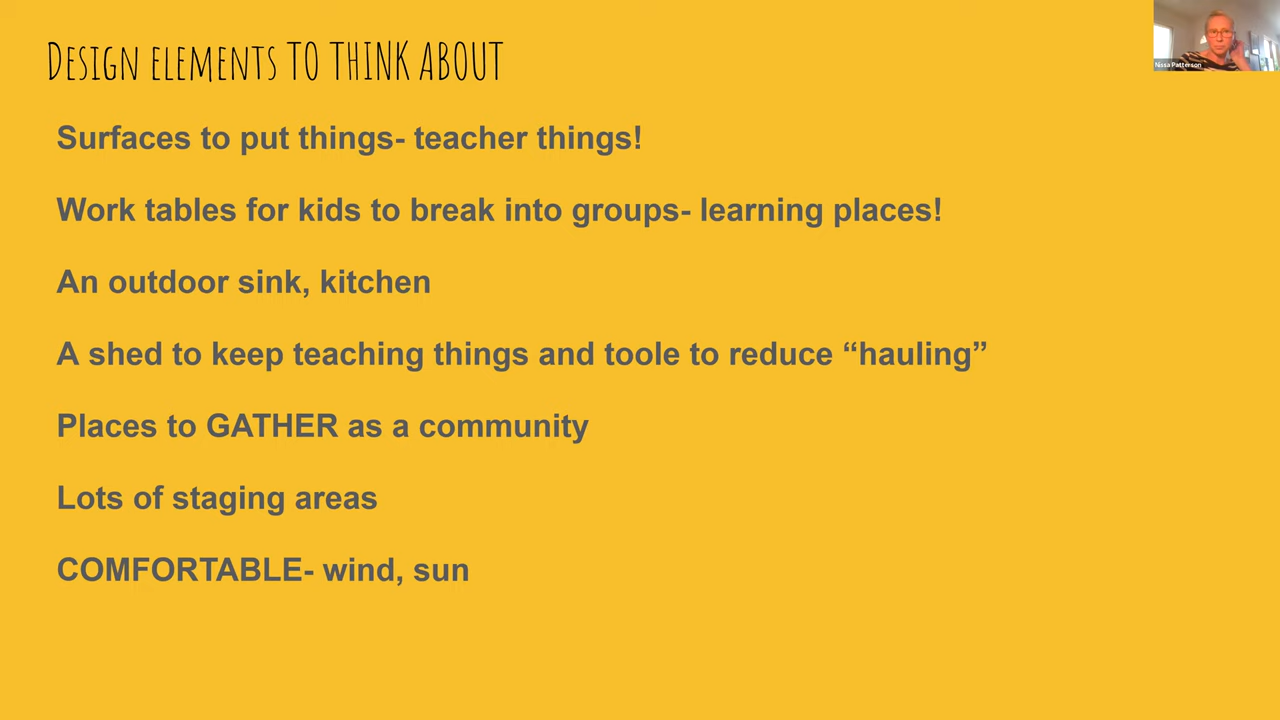 Design elements TO THINK ABOUT
Nissa Patterson
Surfaces to put things- teacher things!
Work tables for kids to break into groups- learning places!
An outdoor sink, kitchen
A shed to keep teaching things and toole to reduce “hauling”
Places to GATHER as a community
Lots of staging areas
COMFORTABLE- wind, sun